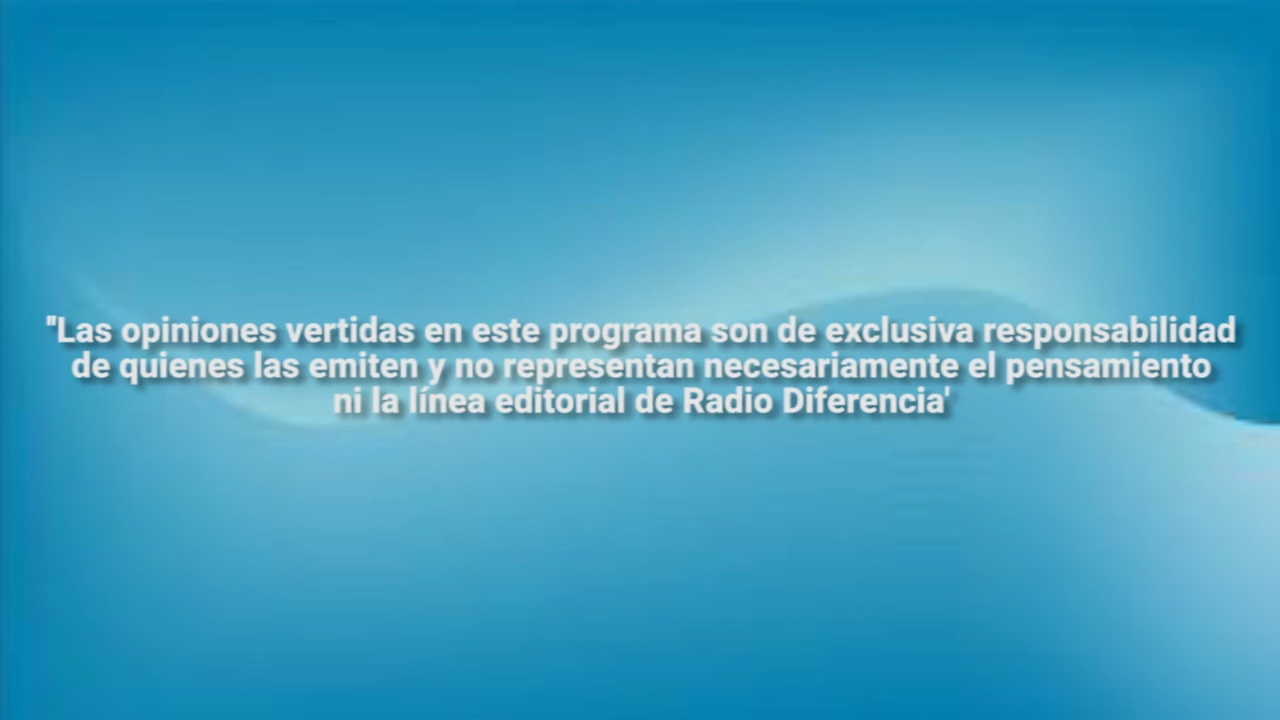 "Las opiniones vertidas en este programa son de exclusiva responsabilidad
de quienes las emiten y no representan necesariamente el pensamiento
ni la línea editorial de Radio Diferencia'